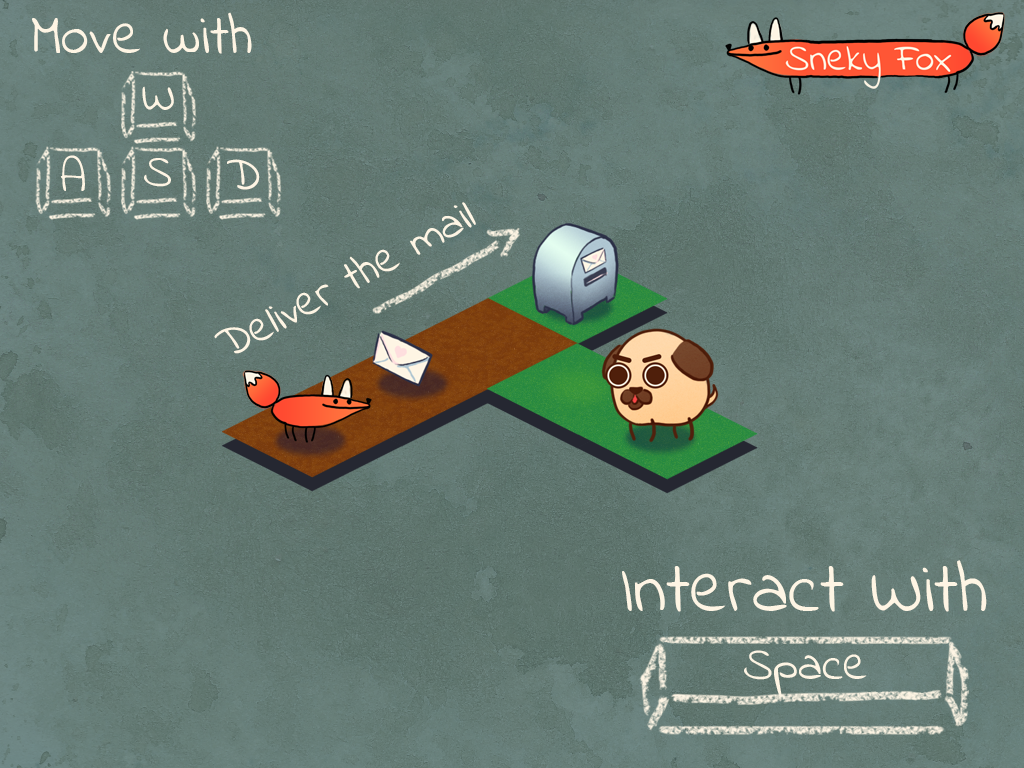 Move with
W
A S D
Sneky Fox
Deliver the mail
Interact with
Space